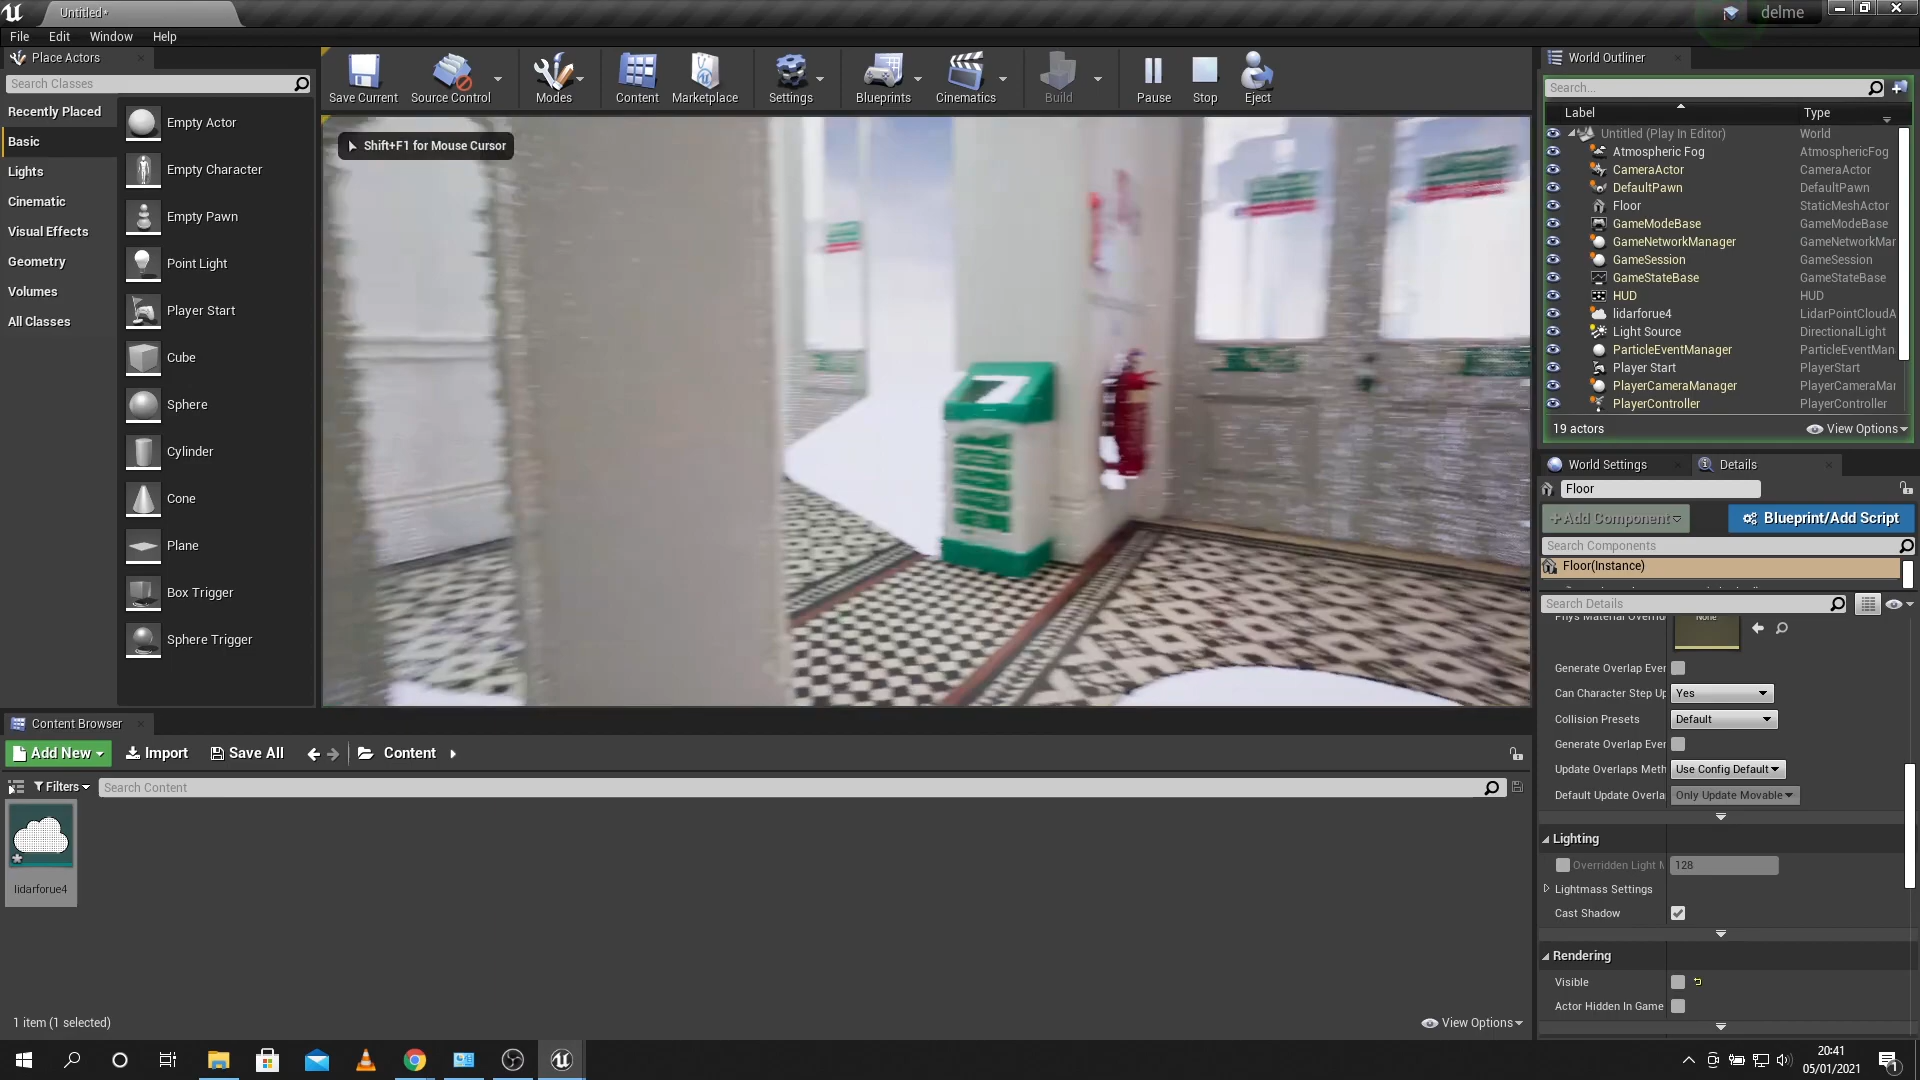 Untitled*
delme
File Edit Window Help
Place Actors
Search Classes
Recently Placed
Basic
Lights
Cinematic
Visual Effects
Geometry
Volumes
All Classes
Empty Actor
Empty Character
Empty Pawn
Point Light
Player Start
Cube
Sphere
Cylinder
Cone
Plane
Box Trigger
Sphere Trigger
Save Current
Source Control
Modes
Content
Marketplace
Settings
Blueprints
Cinematics
Build
Pause
Stop
Eject
Shift+F1 for Mouse Cursor
World Outliner
Search...
Label Type
Untitled (Play In Editor) World
Atmospheric Fog AtmosphericFog
CameraActor CameraActor
DefaultPawn DefaultPawn
Floor StaticMeshActor
GameModeBase GameModeBase
GameNetworkManager GameNetworkMar
GameSession GameSession
GameStateBase GameStateBase
HUD HUD
lidarforue4 LidarPointCloudA
Light Source DirectionalLight
ParticleEventManager ParticleEventMan
Player Start PlayerStart
PlayerCameraManager PlayerCameraMar
PlayerController PlayerController
19 actors
View Options
World Settings
Details
Floor
+Add Component
Blueprint/Add Script
Search Components
Floor(Instance)
Search Details
Phys Material Overrid
None
Generate Overlap Ever
Can Character Step Up Yes
Collision Presets Default
Generate Overlap Ever
Update Overlaps Meth Use Config Default
Default Update Overla Only Update Movable
Lighting
Overridden Light M 128
Lightmass Settings
Cast Shadow
Rendering
Visible
Actor Hidden In Game
Content Browser
Add New
Import
Save All
Content
Filters
Search Content
lidarforue4
1 item (1 selected)
View Options
20:41
05/01/2021
1